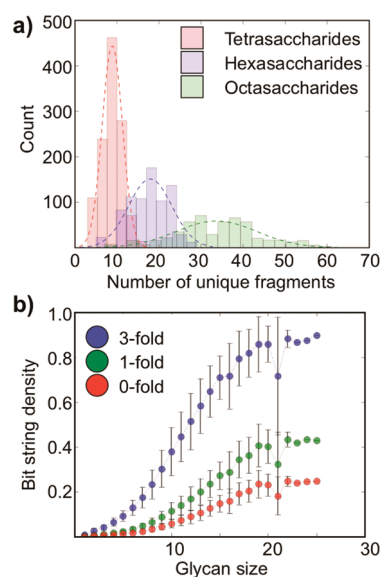 a)
500
400
300
200
100
Count
Tetrasaccharides
Hexasaccharides
Octasaccharides
0 10 20 30 40 50 60 70
Number of unique fragments
b)
1.0
0.8
0.6
0.4
0.2
Bit string density
3-fold
1-fold
0-fold
10 20 30
Glycan size